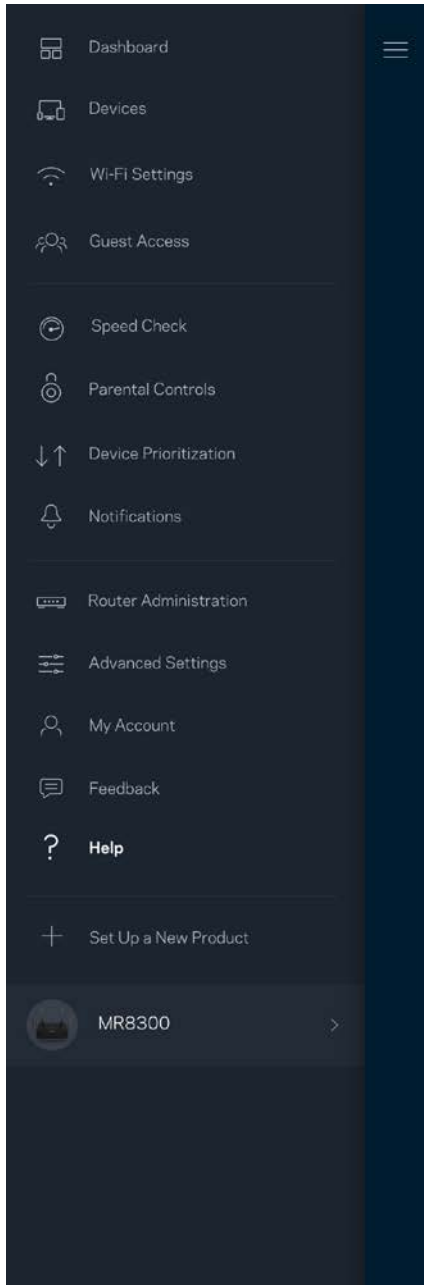 Dashboard
Devices
Wi-Fi Settings
Guest Access
Speed Check
Parental Controls
Device Prioritization
Notifications
Router Administration
Advanced Settings
My Account
Feedback
Help
Set Up a New Product
MR8300